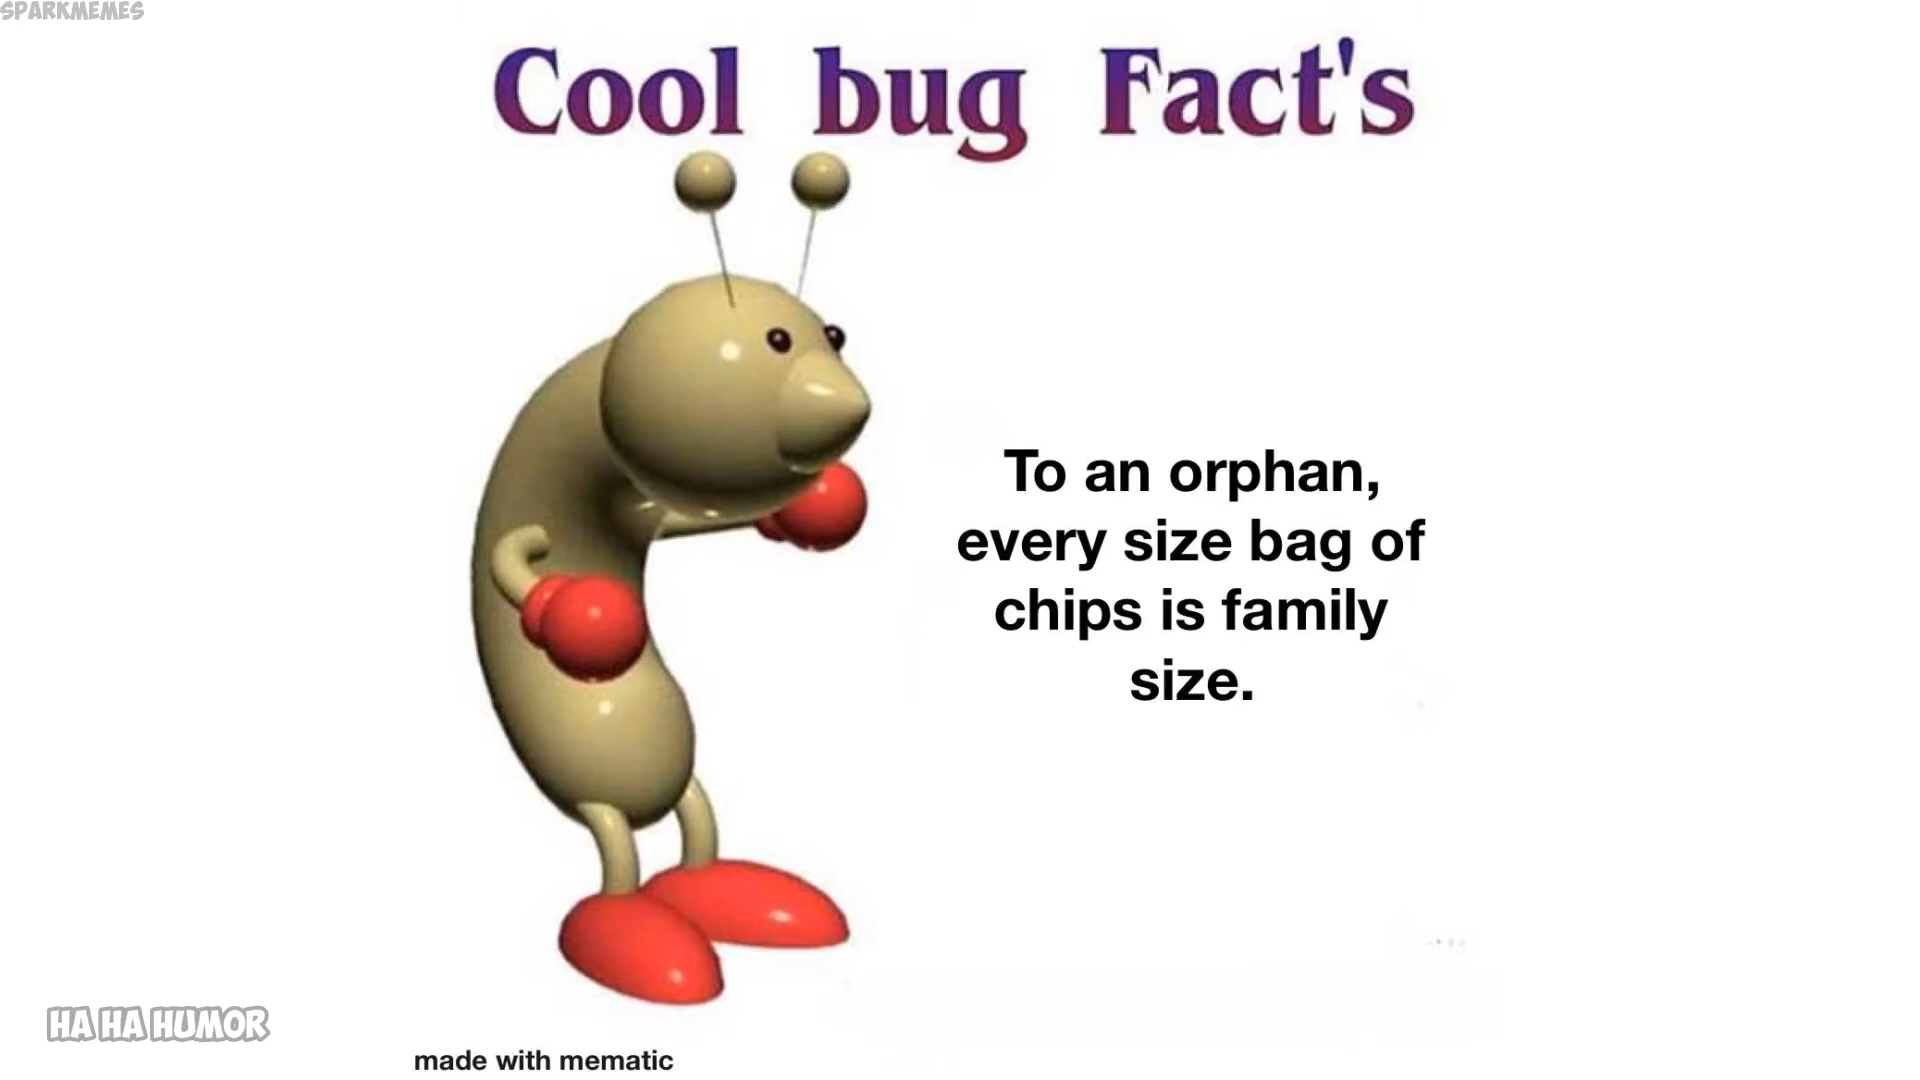 SPARKMEMES
Cool bug Fact's
To an orphan,
every size bag of
chips is family
size.
HA HA HUMOR
made with mematic